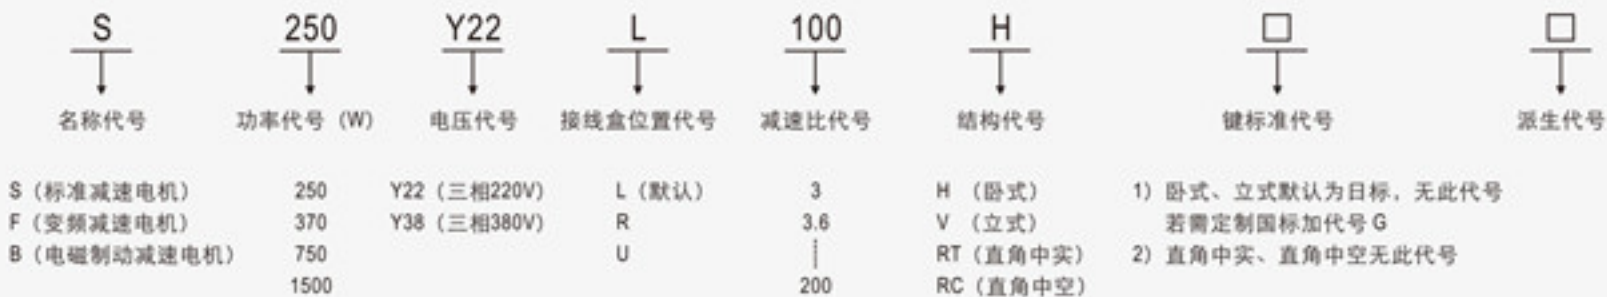 S 250 Y22 L 100 H □ □
名称代号 功率代号 (W) 电压代号 接线盒位置代号 减速比代号 结构代号 键标准代号 派生代号
S（标准减速电机） 250 Y22（三相220V） L（默认） 3 H （卧式） 1) 卧式、立式默认为日标，无此代号
F（变频减速电机） 370 Y38（三相380V） R 3.6 V （立式） 若需定制国标加代号 G
B（电磁制动减速电机） 750 U RT（直角中实） 2) 直角中实、直角中空无此代号
1500 200 RC（直角中空）